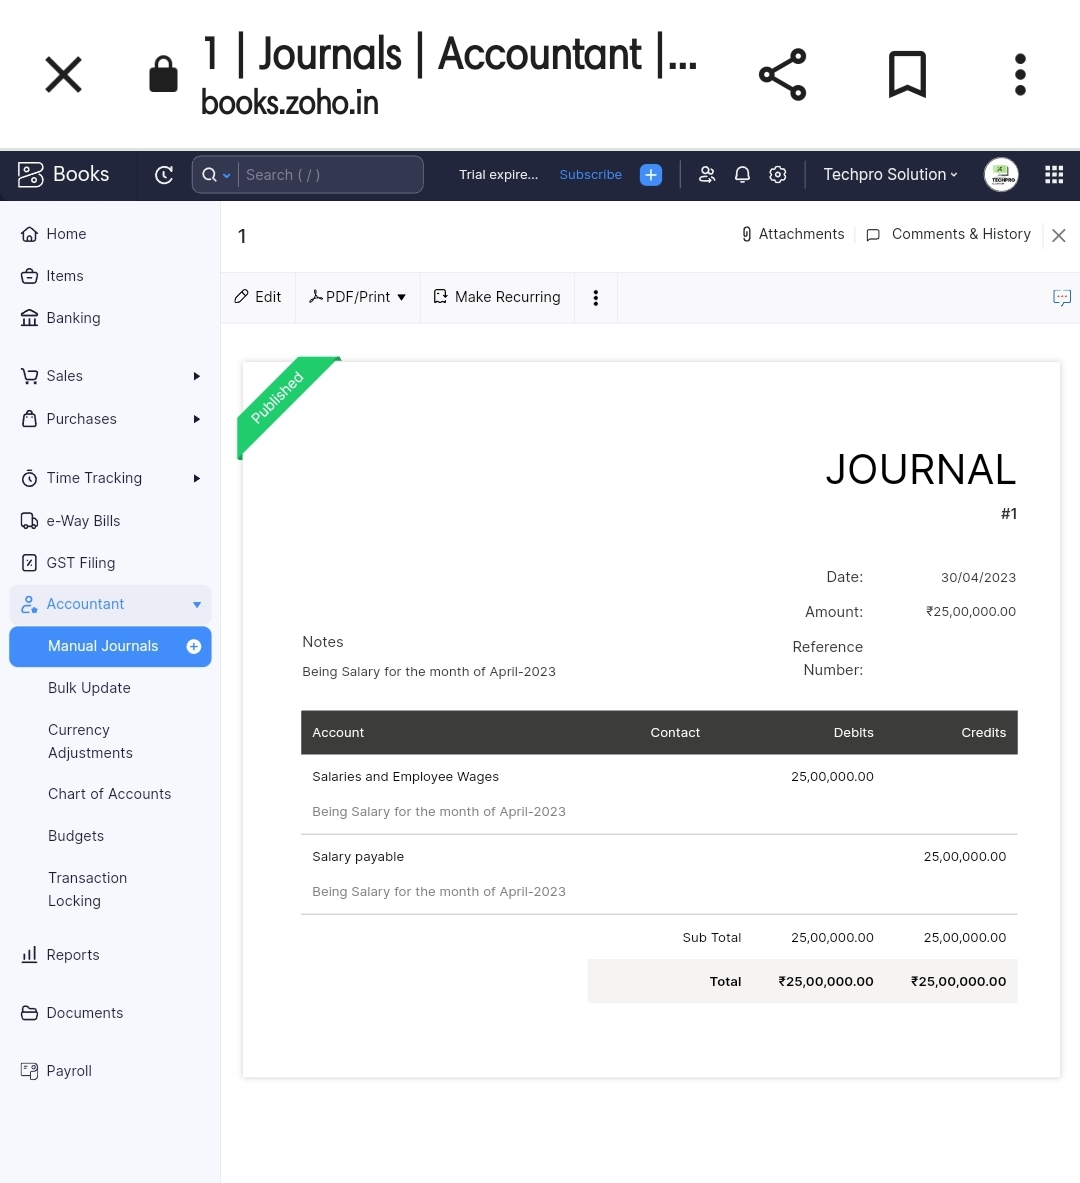 1 | Journals | Accountant |...
books.zoho.in
Books
Search ( / )
Trial expire...
Subscribe
Techpro Solution
TECHPRO
Home
Items
Banking
Sales
Purchases
Time Tracking
e-Way Bills
GST Filing
Accountant
Manual Journals
Bulk Update
Currency
Adjustments
Chart of Accounts
Budgets
Transaction
Locking
Reports
Documents
Payroll
1
Attachments
Comments & History
Edit
PDF/Print
Make Recurring
Published
JOURNAL
#1
Date: 30/04/2023
Amount: ₹25,00,000.00
Reference
Number:
Notes
Being Salary for the month of April-2023
Account Contact Debits Credits
Salaries and Employee Wages 25,00,000.00
Being Salary for the month of April-2023
Salary payable 25,00,000.00
Being Salary for the month of April-2023
Sub Total 25,00,000.00 25,00,000.00
Total ₹25,00,000.00 ₹25,00,000.00